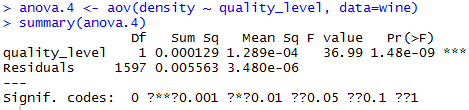 > anova.4 <- aov(density ~ quality_level, data=wine)
> summary(anova.4)
Df Sum Sq Mean Sq F value Pr(>F)
quality_level 1 0.000129 1.289e-04 36.99 1.48e-09 ***
Residuals 1597 0.005563 3.480e-06
---
Signif. codes: 0 ?***?0.001 ?*?0.01 ??0.05 ??0.1 ??1